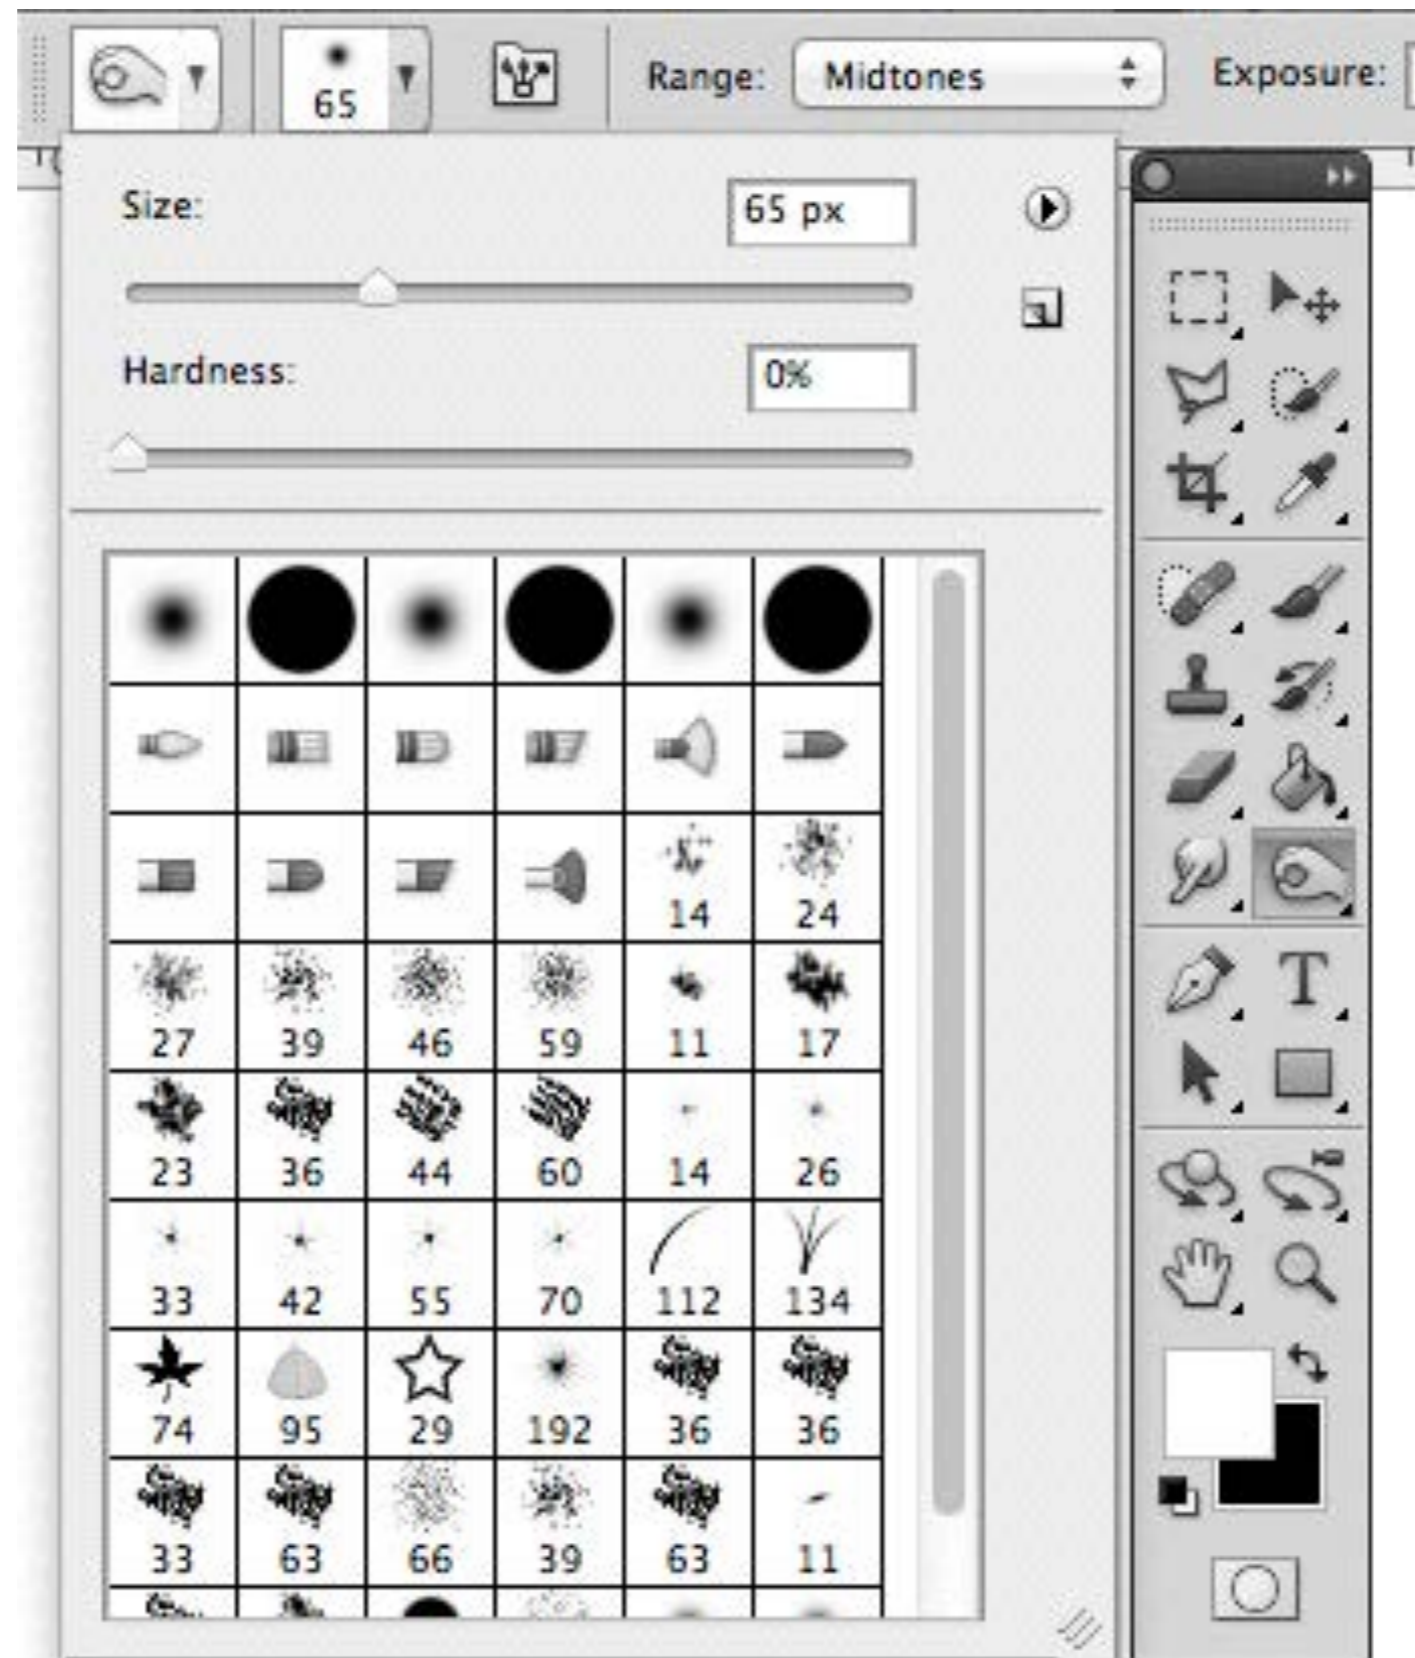 65 Range: Midtones Exposure:
Size: 65 px
Hardness: 0%
14 24
27 39 46 59 11 17
23 36 44 60 14 26
33 42 55 70 112 134
74 95 29 192 36 36
33 63 66 39 63 11
T